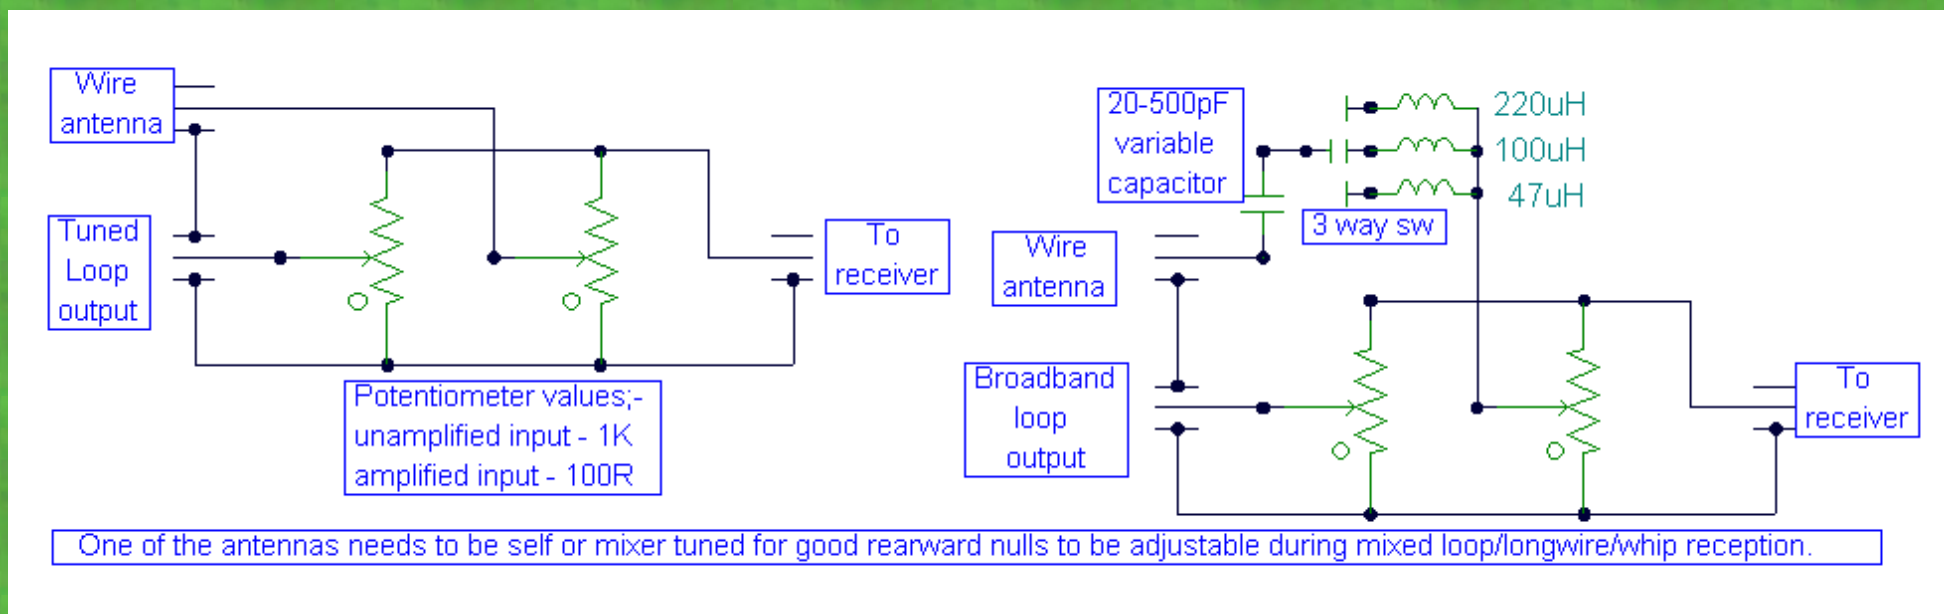 Wire
antenna
Tuned
Loop
output
To
receiver
Potentiometer values;-
unamplified input - 1K
amplified input - 100R
20-500pF
variable
capacitor
220uH
100uH
47uH
3 way sw
Wire
antenna
Broadband
loop
output
To
receiver
One of the antennas needs to be self or mixer tuned for good rearward nulls to be adjustable during mixed loop/longwire/whip reception.